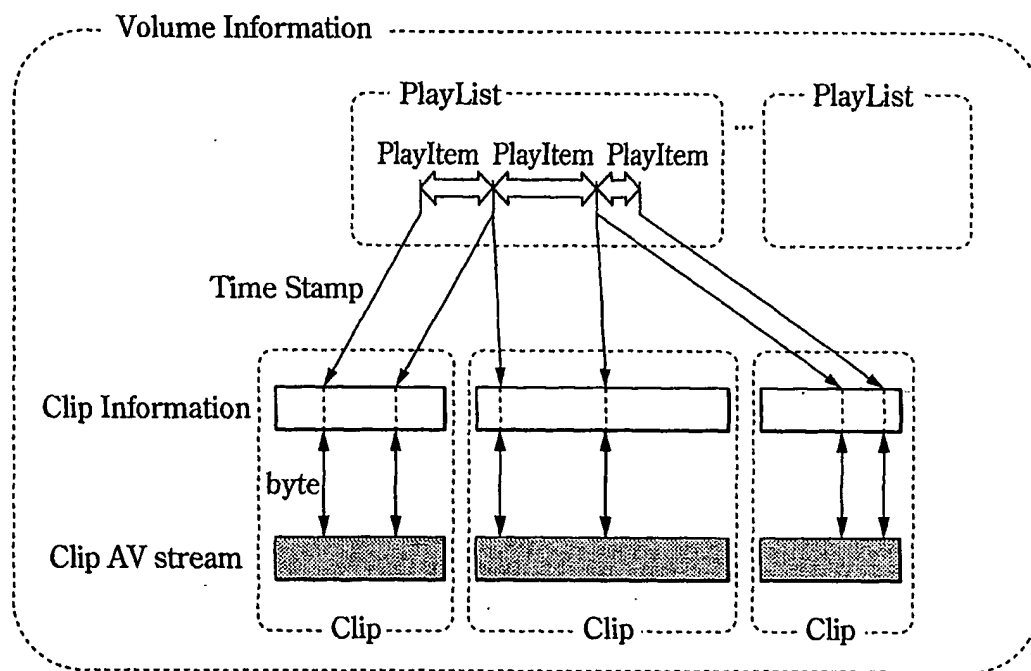 Volume Information
PlayList
...
PlayList
PlayItem PlayItem PlayItem
Time Stamp
Clip Information
byte
Clip AV stream
Clip
Clip
Clip